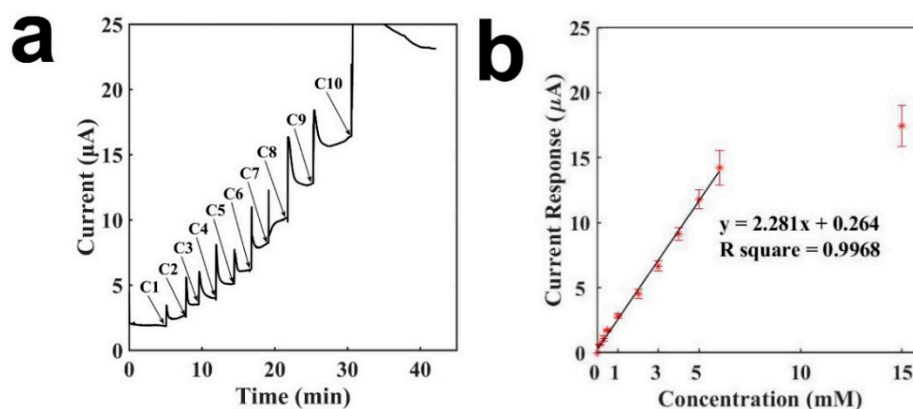 a
Current (μA)
25
20
15
10
5
0
C1
C2
C3
C4
C5
C6
C7
C8
C9
C10
0
10
20
30
40
Time (min)
b
Current Response (μA)
25
20
15
10
5
0
y = 2.281x + 0.264
R square = 0.9968
0
1
3
5
10
15
Concentration (mM)